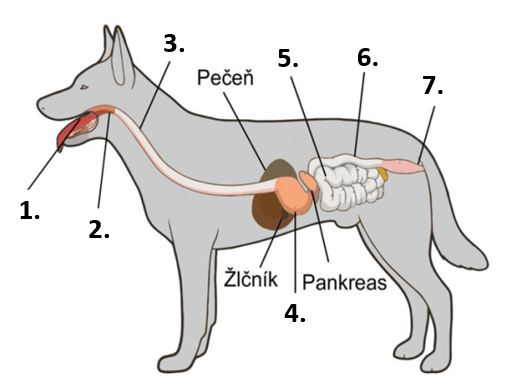 3.
Pečeň
5.
6.
7.
1.
2.
Žlčník
Pankreas
4.